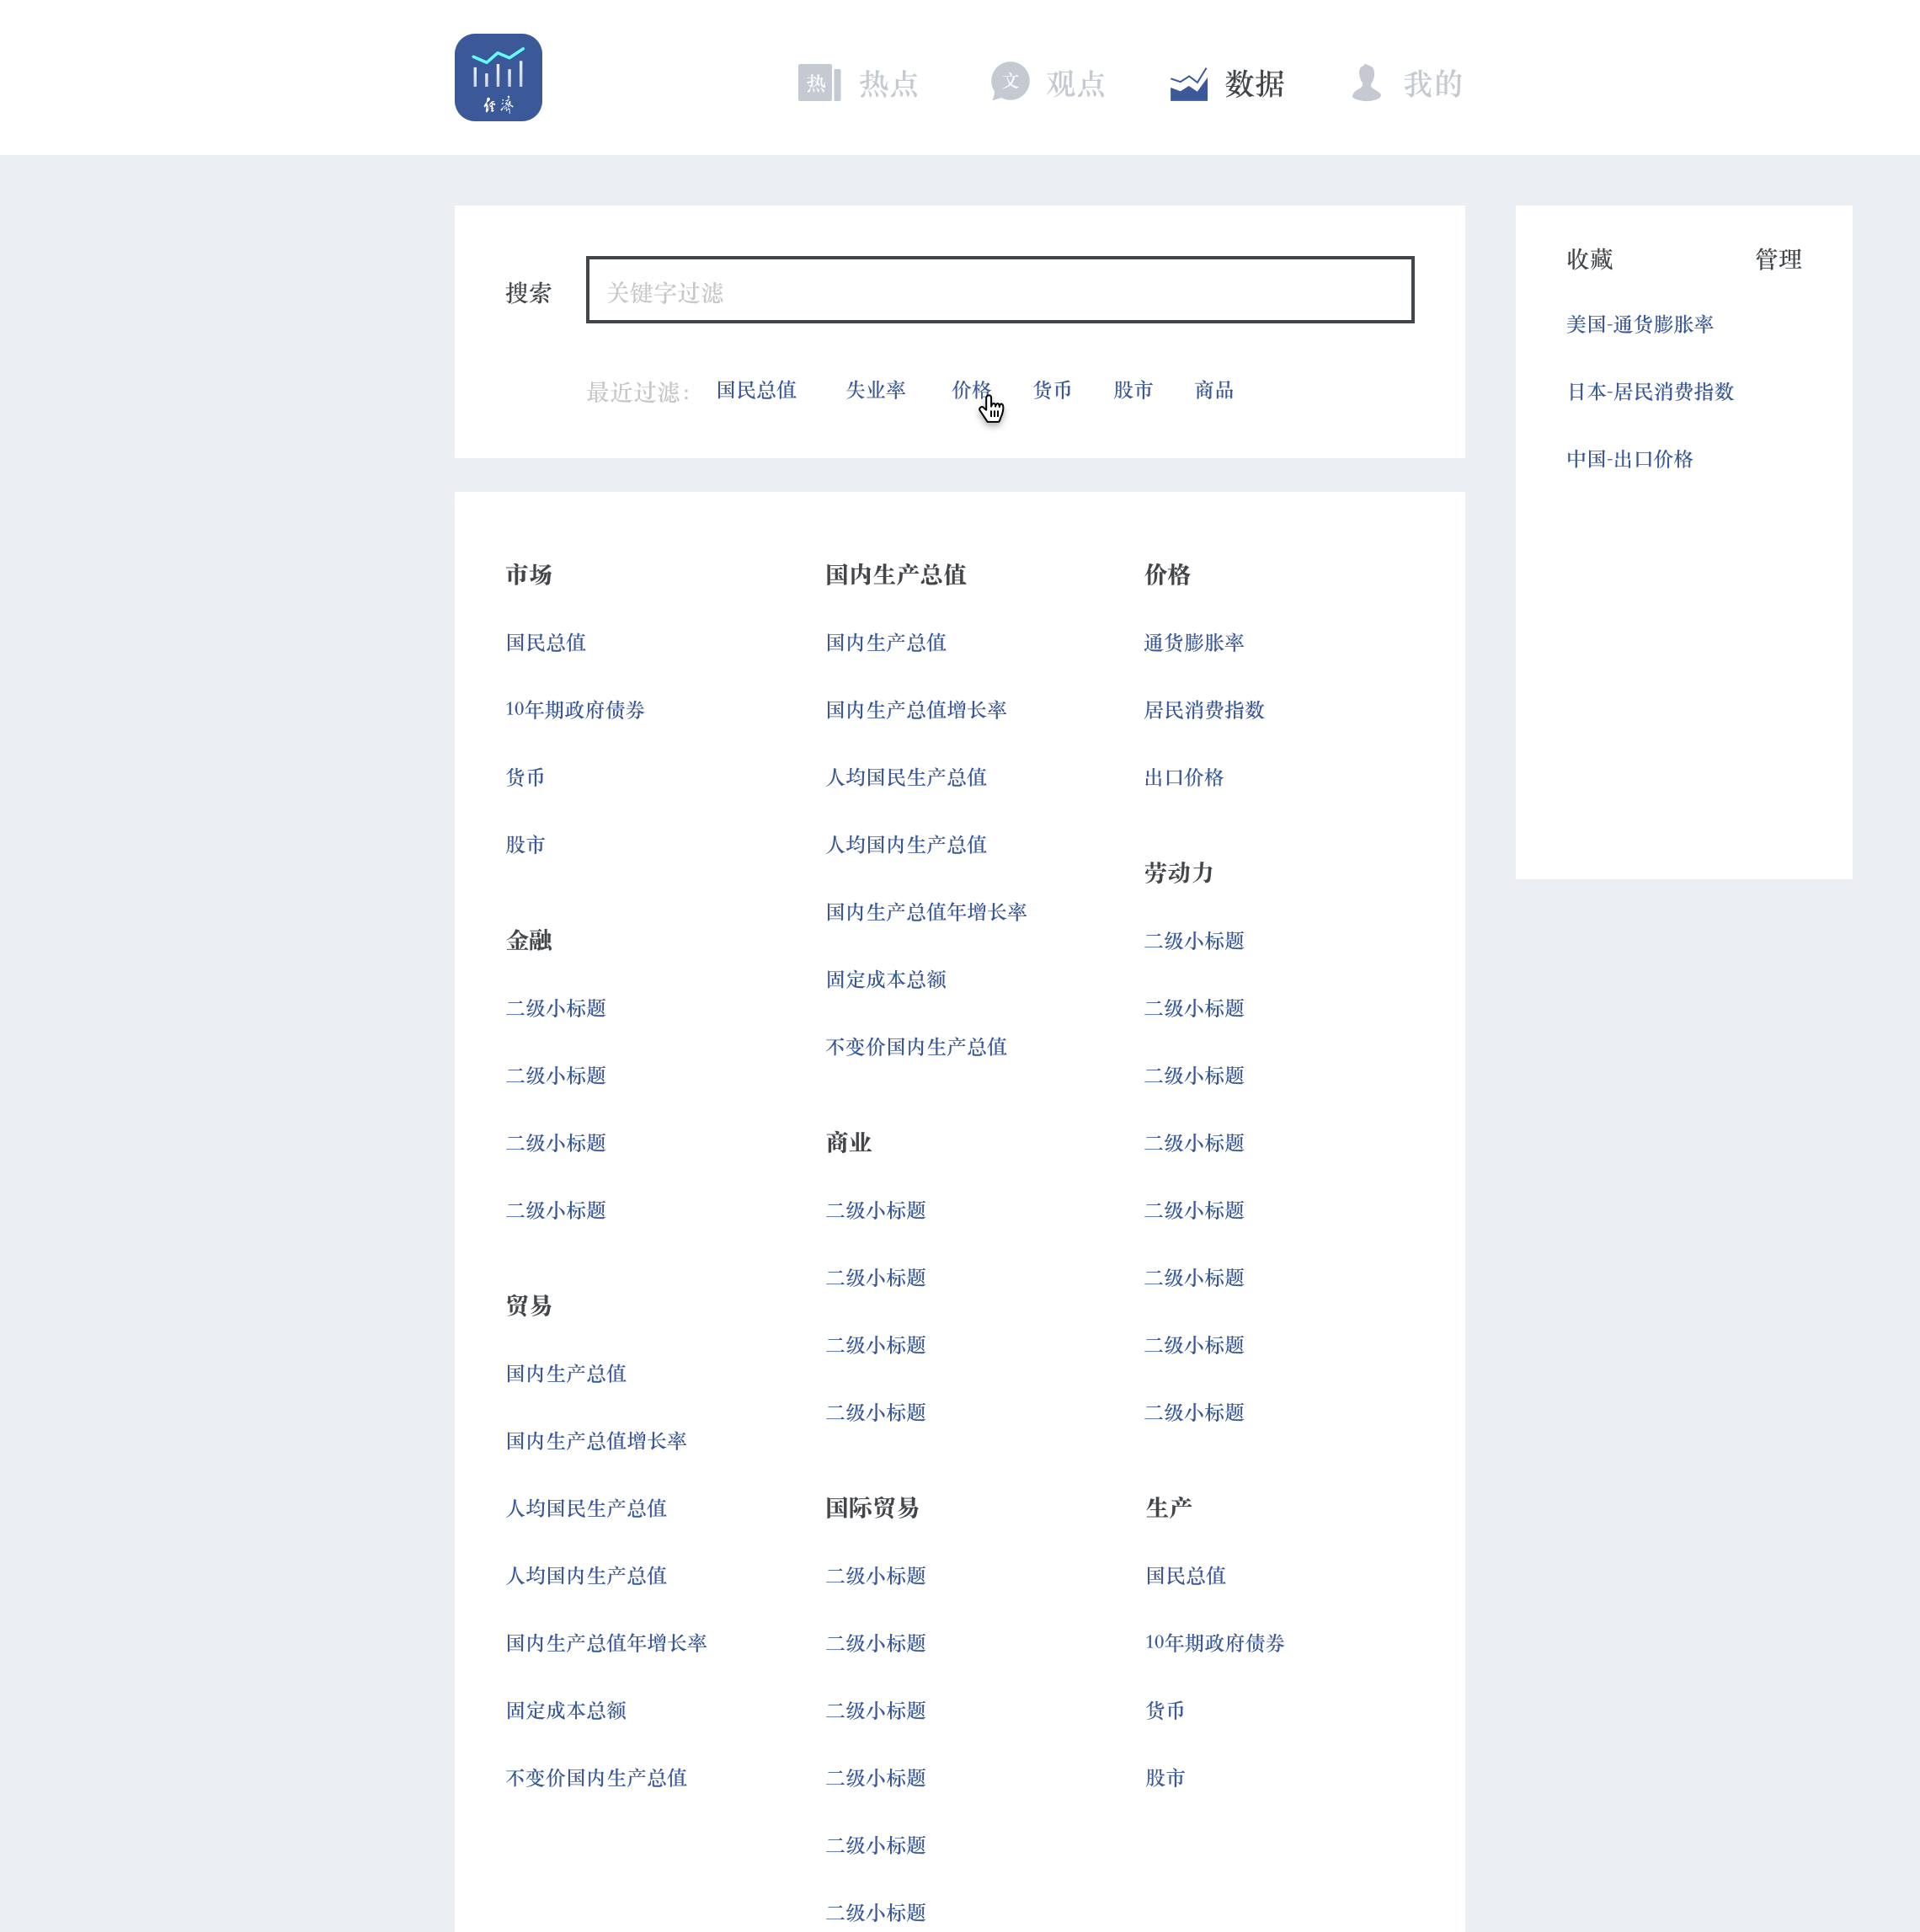 经济
热 热点
文 观点
数据
我的
搜索
关键字过滤
最近过滤: 国民总值 失业率 价格 货币 股市 商品
收藏 管理
美国-通货膨胀率
日本-居民消费指数
中国-出口价格
市场
国民总值
10年期政府债券
货币
股市
金融
二级小标题
二级小标题
二级小标题
二级小标题
贸易
国内生产总值
国内生产总值增长率
人均国民生产总值
人均国内生产总值
国内生产总值年增长率
固定成本总额
不变价国内生产总值
国内生产总值
国内生产总值
国内生产总值增长率
人均国民生产总值
人均国内生产总值
国内生产总值年增长率
固定成本总额
不变价国内生产总值
商业
二级小标题
二级小标题
二级小标题
二级小标题
国际贸易
二级小标题
二级小标题
二级小标题
二级小标题
二级小标题
二级小标题
价格
通货膨胀率
居民消费指数
出口价格
劳动力
二级小标题
二级小标题
二级小标题
二级小标题
二级小标题
二级小标题
二级小标题
二级小标题
生产
国民总值
10年期政府债券
货币
股市